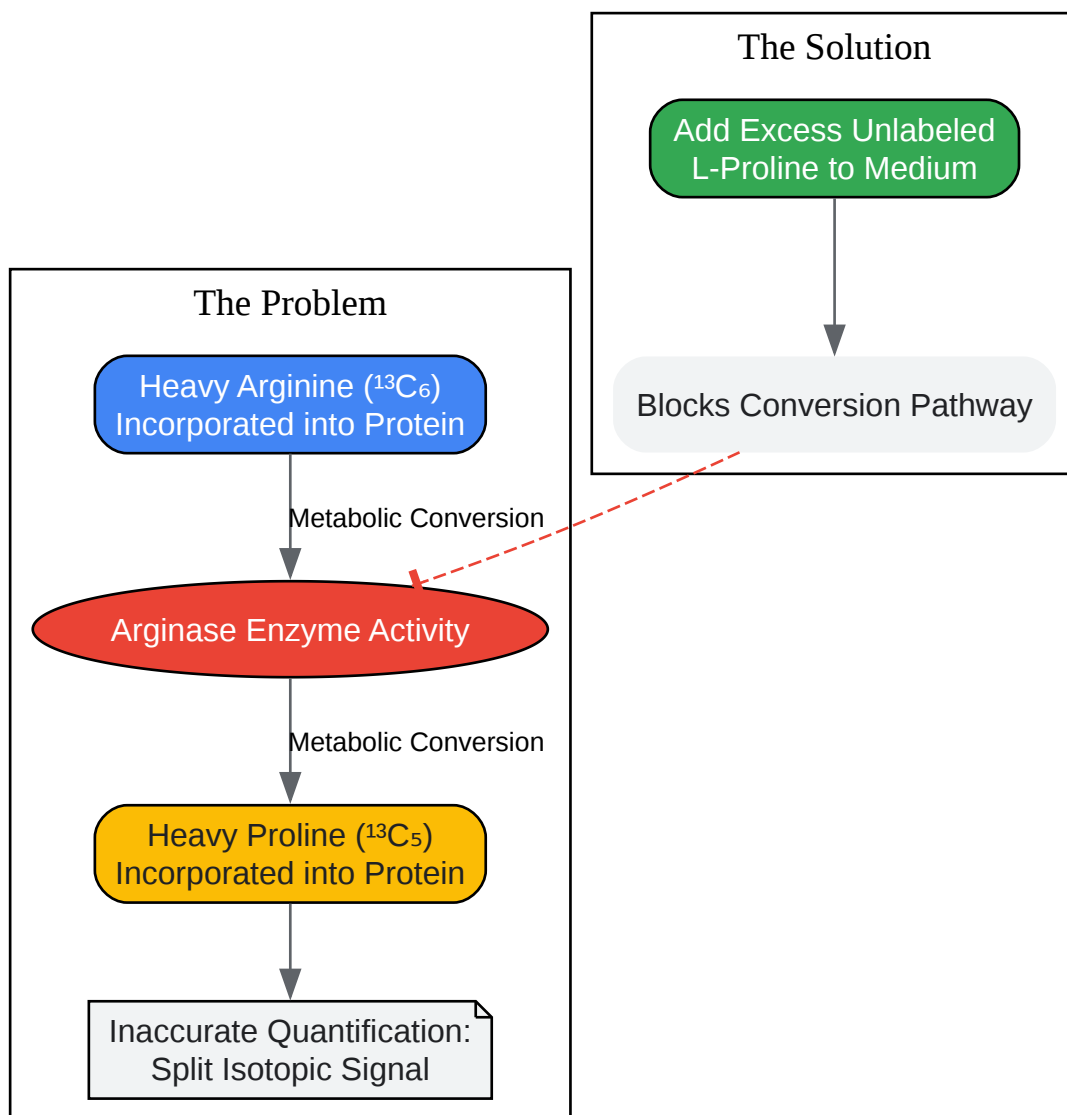 The Solution
Add Excess Unlabeled
L-Proline to Medium
Blocks Conversion Pathway
The Problem
Heavy Arginine (¹³C₆)
Incorporated into Protein
Metabolic Conversion
Arginase Enzyme Activity
Metabolic Conversion
Heavy Proline (¹³C₅)
Incorporated into Protein
Inaccurate Quantification:
Split Isotopic Signal